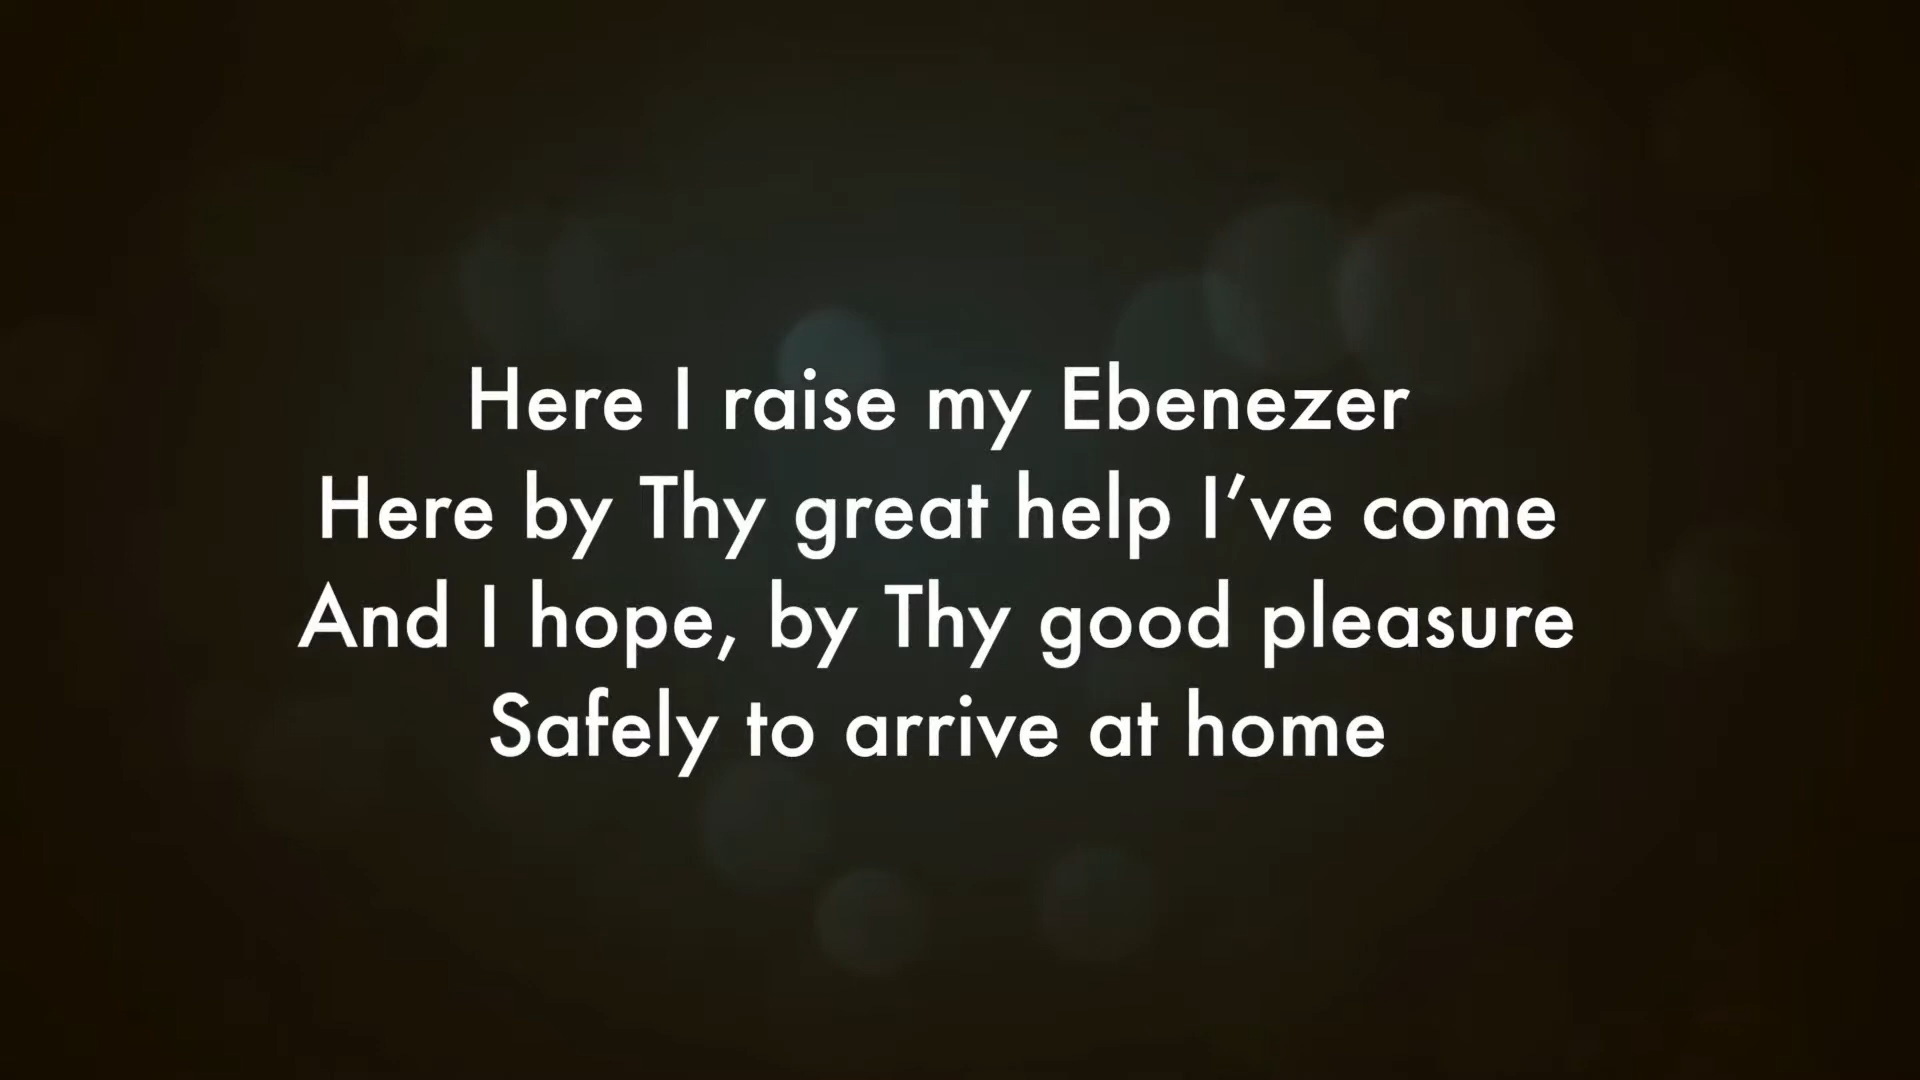 Here I raise my Ebenezer
Here by Thy great help I’ve come
And I hope, by Thy good pleasure
Safely to arrive at home